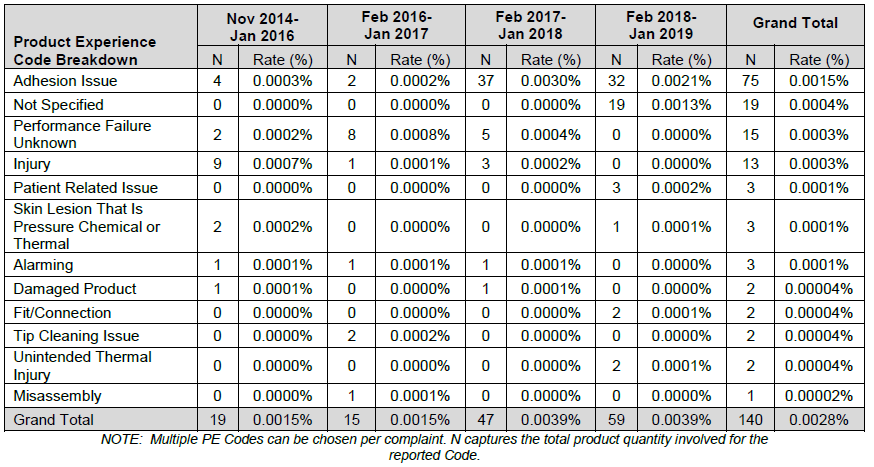 Product Experience Code Breakdown | Nov 2014-Jan 2016 | Feb 2016-Jan 2017 | Feb 2017-Jan 2018 | Feb 2018-Jan 2019 | Grand Total
N | Rate (%) | N | Rate (%) | N | Rate (%) | N | Rate (%) | N | Rate (%)
Adhesion Issue | 4 | 0.0003% | 2 | 0.0002% | 37 | 0.0030% | 32 | 0.0021% | 75 | 0.0015%
Not Specified | 0 | 0.0000% | 0 | 0.0000% | 0 | 0.0000% | 19 | 0.0013% | 19 | 0.0004%
Performance Failure Unknown | 2 | 0.0002% | 8 | 0.0008% | 5 | 0.0004% | 0 | 0.0000% | 15 | 0.0003%
Injury | 9 | 0.0007% | 1 | 0.0001% | 3 | 0.0002% | 0 | 0.0000% | 13 | 0.0003%
Patient Related Issue | 0 | 0.0000% | 0 | 0.0000% | 0 | 0.0000% | 3 | 0.0002% | 3 | 0.0001%
Skin Lesion That Is Pressure Chemical or Thermal | 2 | 0.0002% | 0 | 0.0000% | 0 | 0.0000% | 1 | 0.0001% | 3 | 0.0001%
Alarming | 1 | 0.0001% | 1 | 0.0001% | 1 | 0.0001% | 0 | 0.0000% | 3 | 0.0001%
Damaged Product | 1 | 0.0001% | 0 | 0.0000% | 1 | 0.0001% | 0 | 0.0000% | 2 | 0.00004%
Fit/Connection | 0 | 0.0000% | 0 | 0.0000% | 0 | 0.0000% | 2 | 0.0001% | 2 | 0.00004%
Tip Cleaning Issue | 0 | 0.0000% | 2 | 0.0002% | 0 | 0.0000% | 0 | 0.0000% | 2 | 0.00004%
Unintended Thermal Injury | 0 | 0.0000% | 0 | 0.0000% | 0 | 0.0000% | 2 | 0.0001% | 2 | 0.00004%
Misassembly | 0 | 0.0000% | 1 | 0.0001% | 0 | 0.0000% | 0 | 0.0000% | 1 | 0.00002%
Grand Total | 19 | 0.0015% | 15 | 0.0015% | 47 | 0.0039% | 59 | 0.0039% | 140 | 0.0028%
NOTE: Multiple PE Codes can be chosen per complaint. N captures the total product quantity involved for the
reported Code.